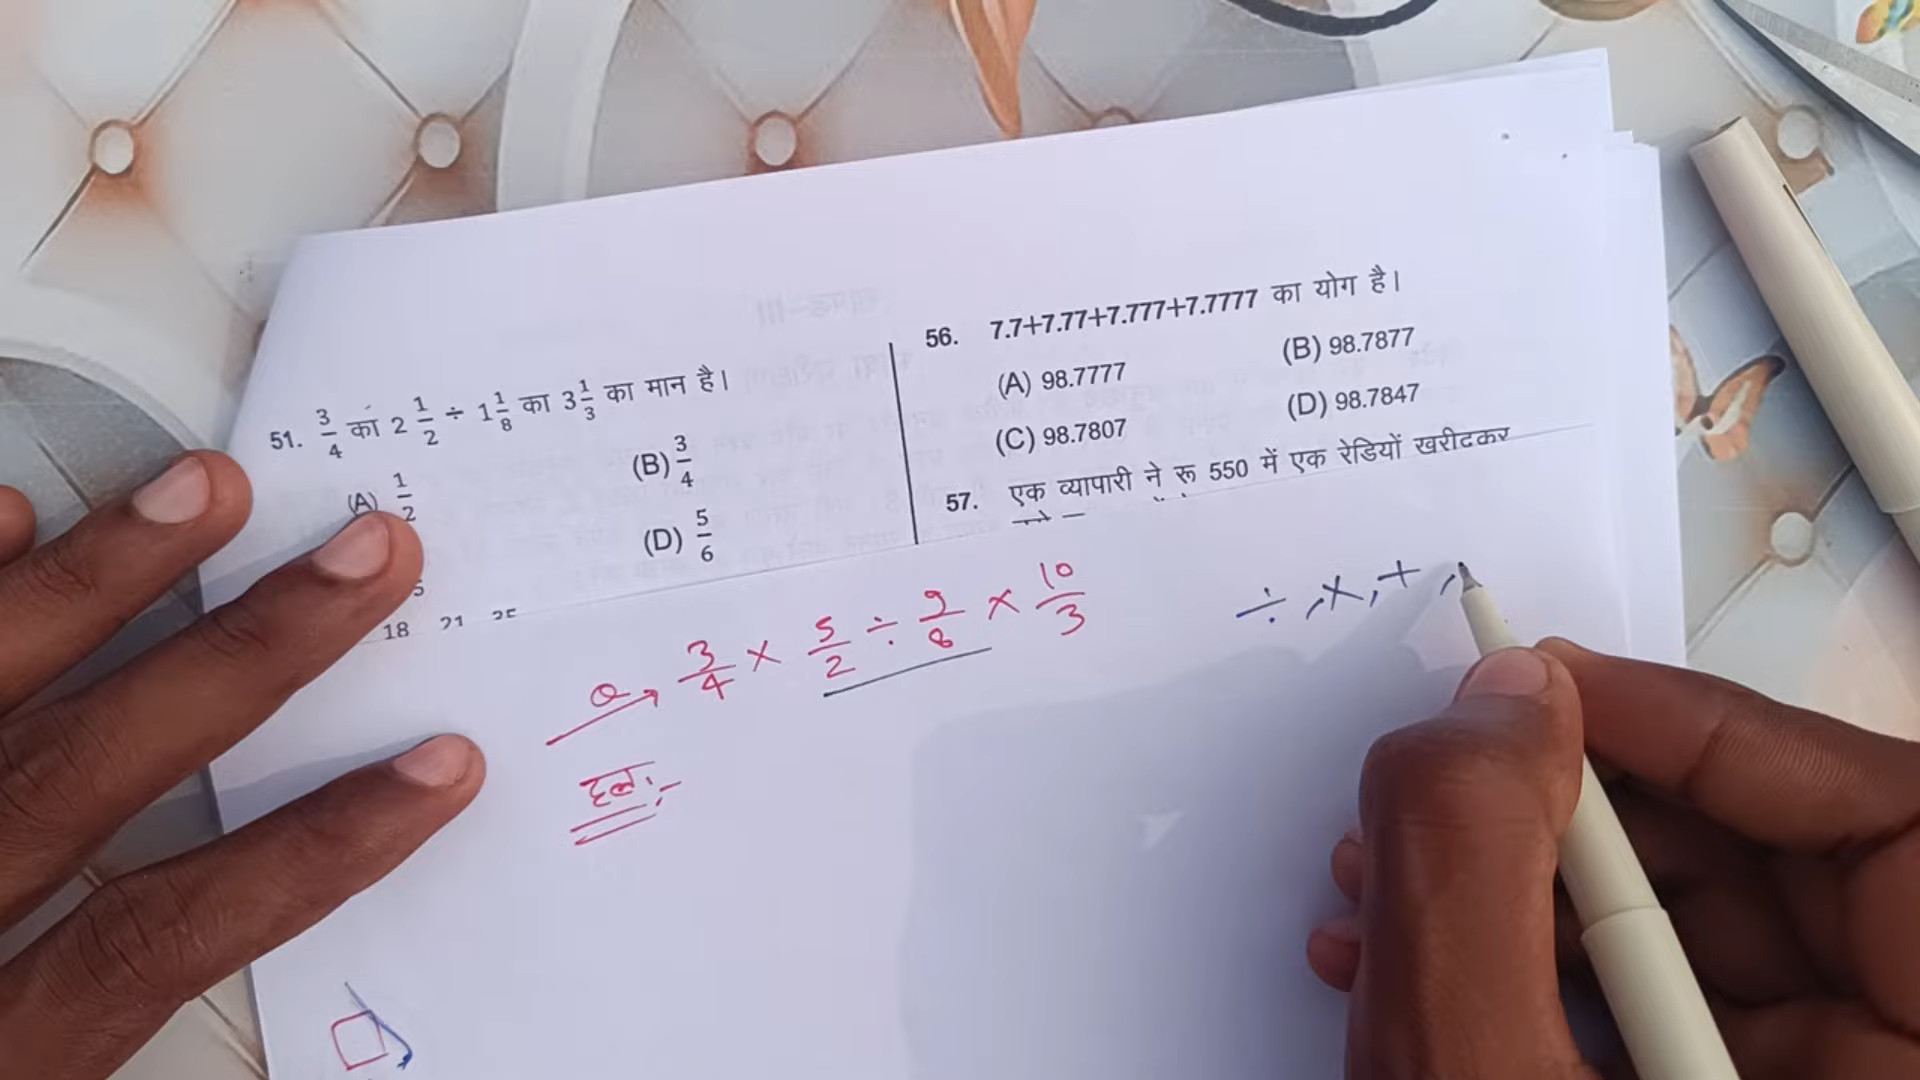 51. 3/4 का 2 1/2 ÷ 1 1/8 का 3 1/3 का मान है।
(A) 1/2
(B) 3/4
(D) 5/6
18 21 25
56. 7.7+7.77+7.777+7.7777 का योग है।
(A) 98.7777
(B) 98.7877
(C) 98.7807
(D) 98.7847
57. एक व्यापारी ने रू 550 में एक रेडियों खरीदकर
Q → 3/4 × 5/2 ÷ 9/8 × 10/3
÷, ×, +,
हल:-